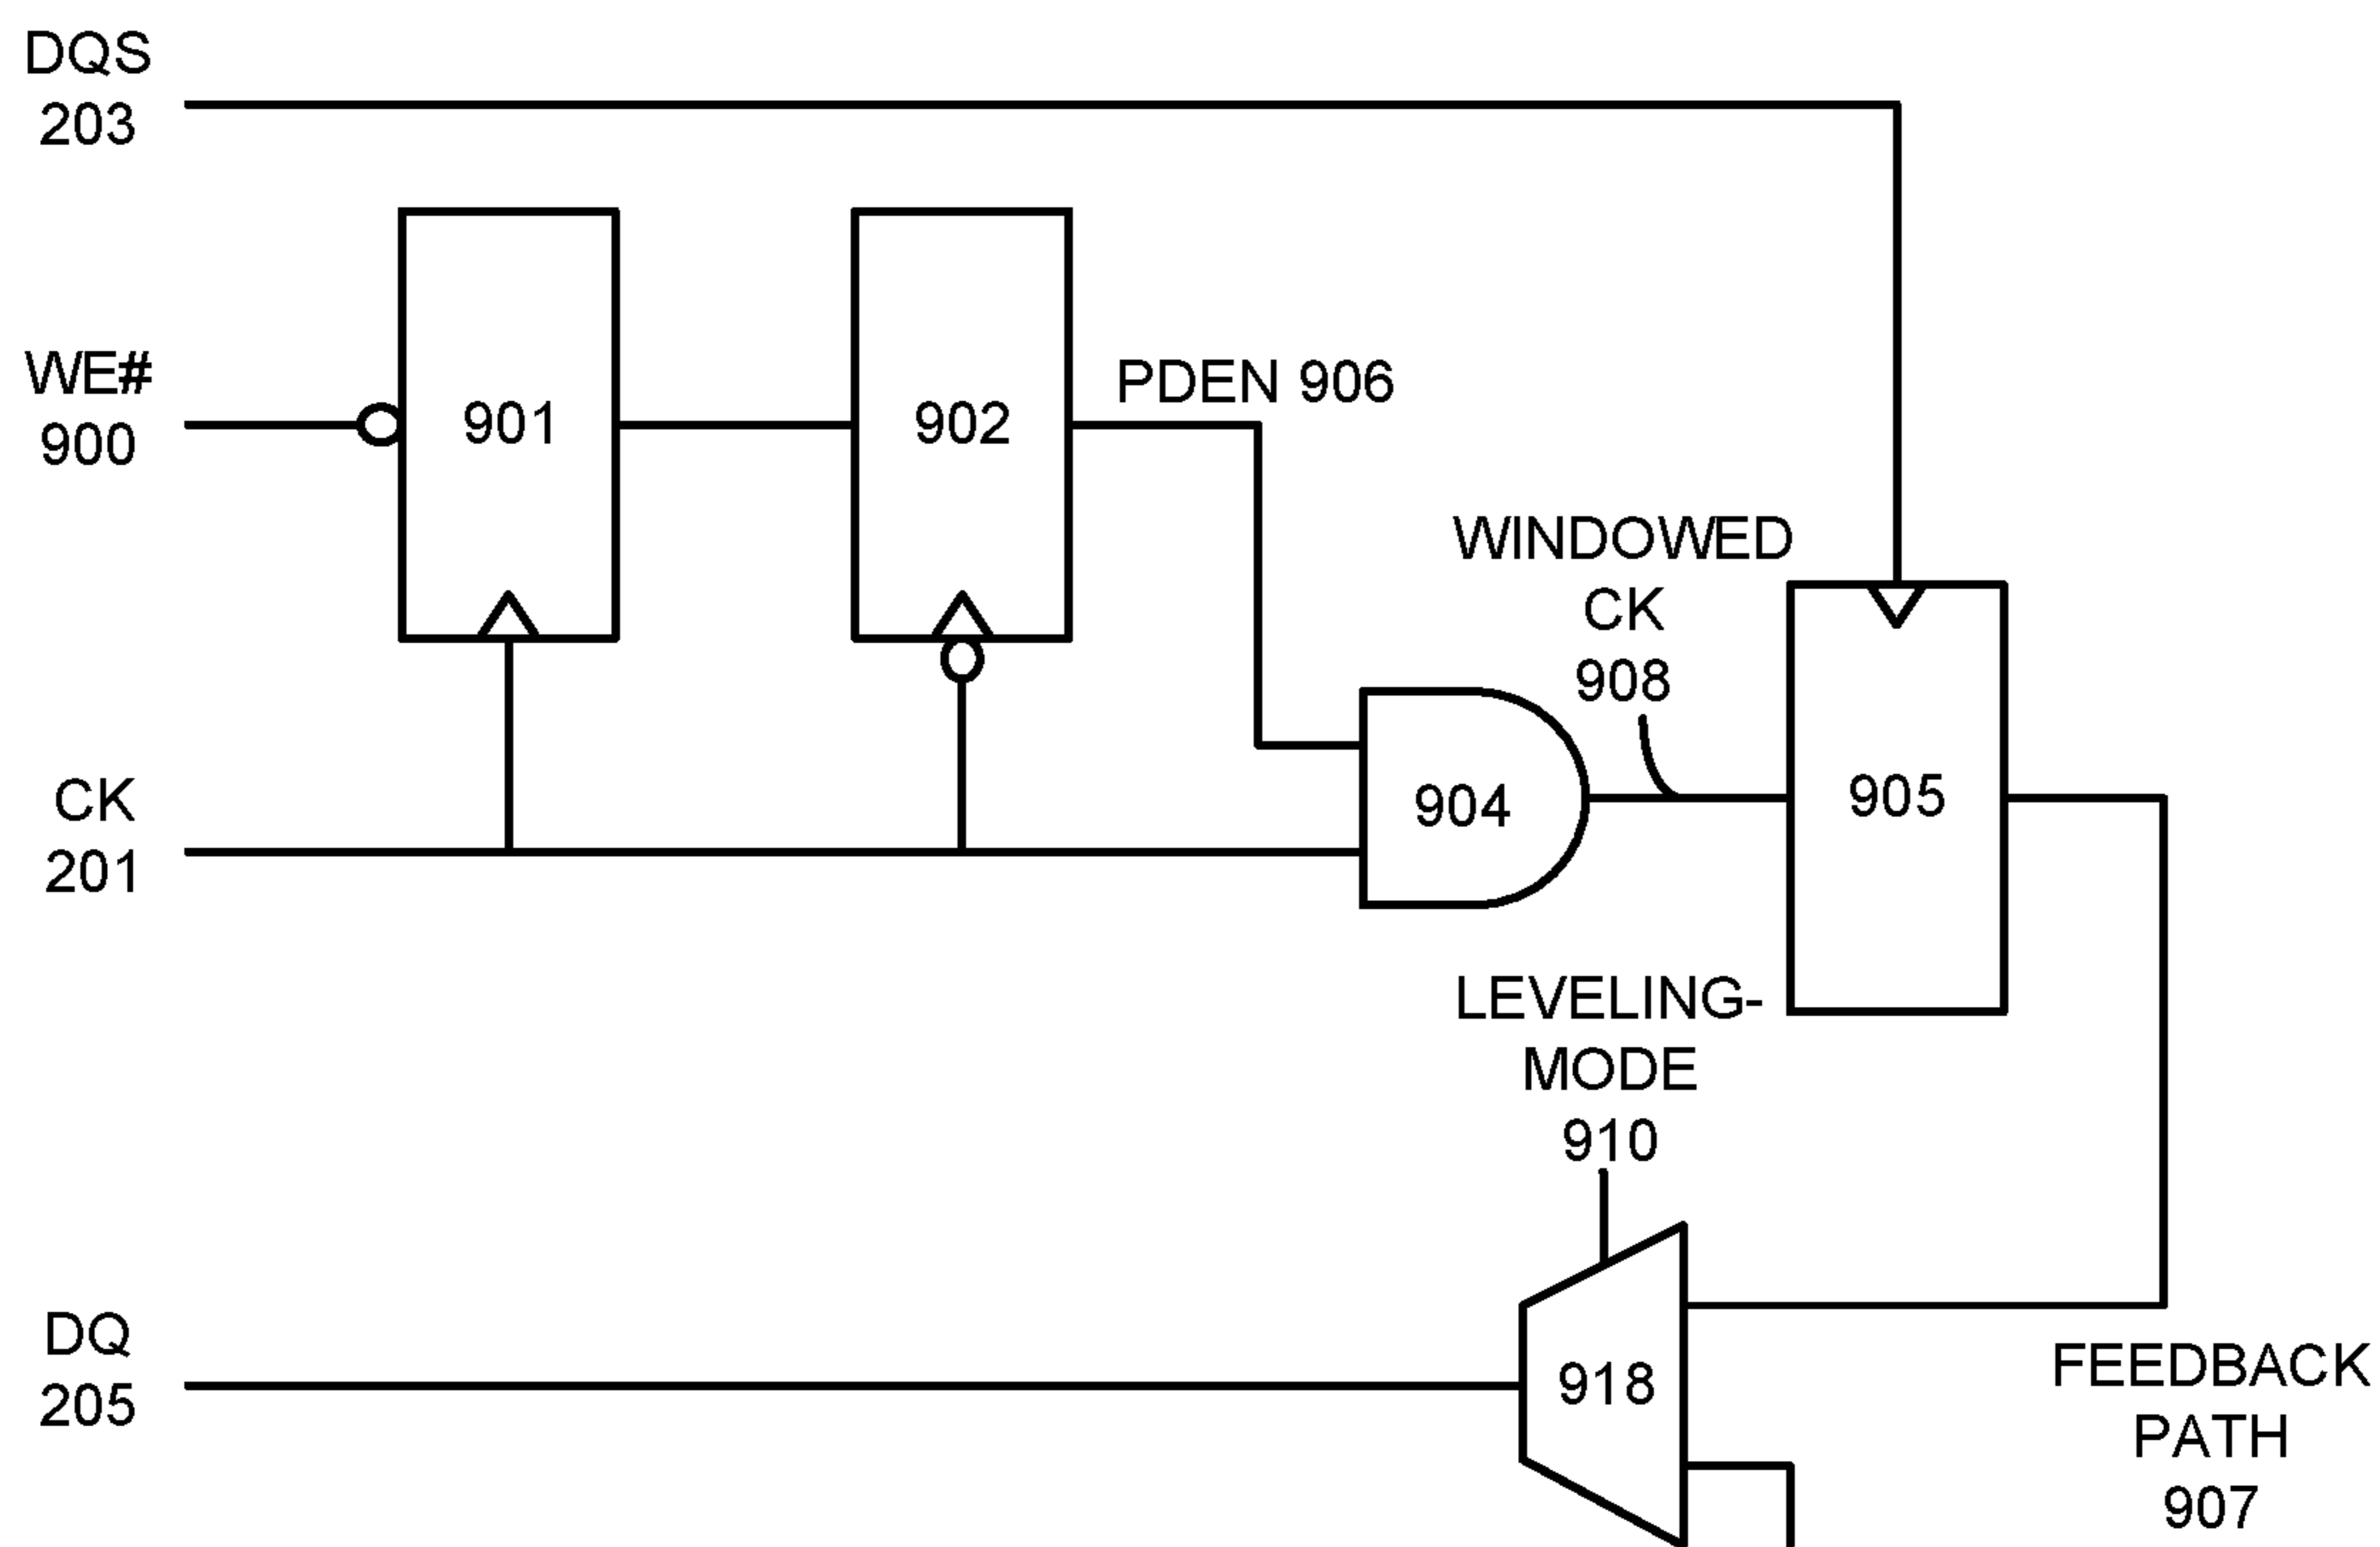 DQS
203
WE#
900
901
902
PDEN 906
WINDOWED
CK
908
CK
201
904
905
LEVELING-
MODE
910
DQ
205
918
FEEDBACK
PATH
907